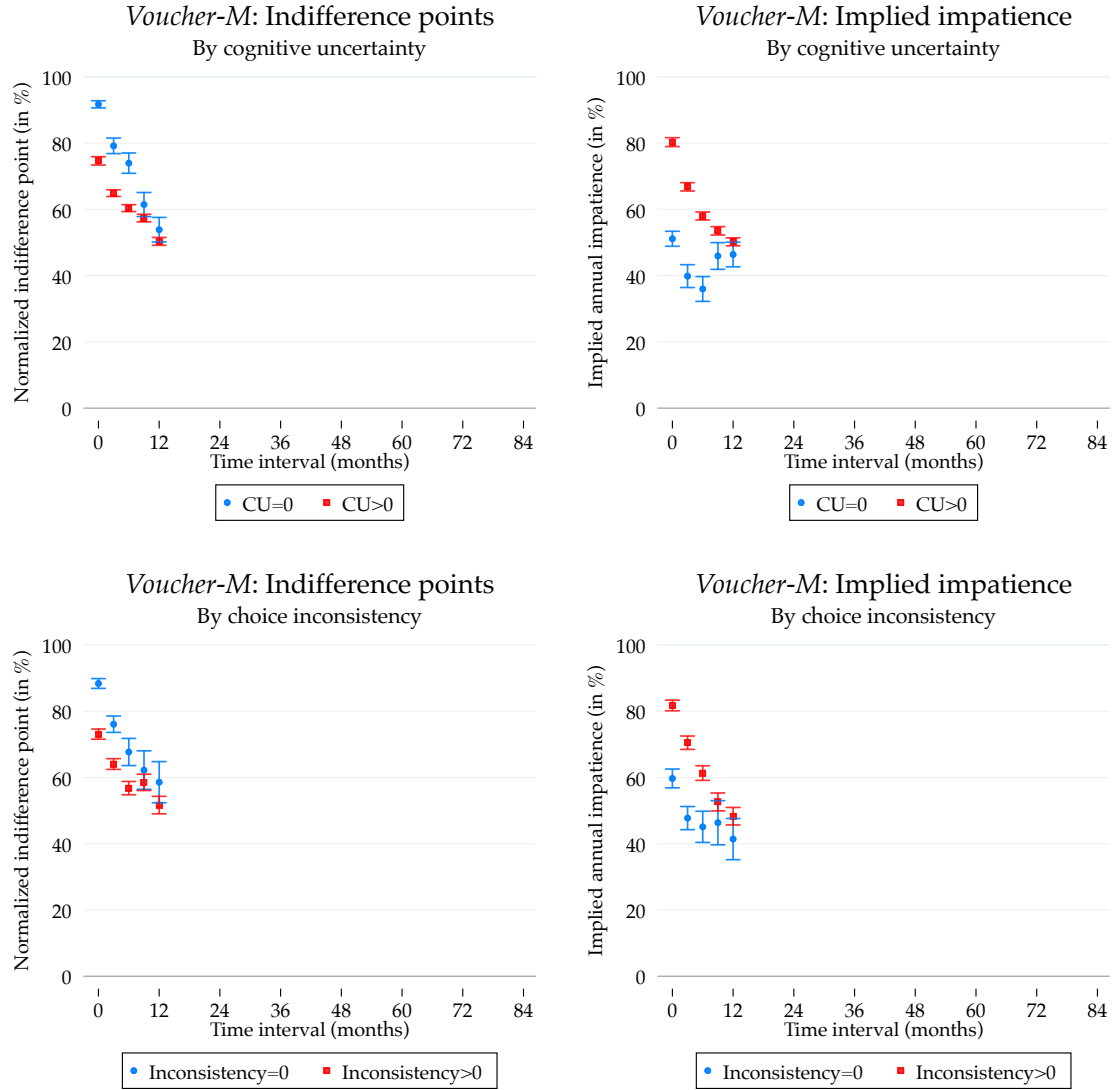 Voucher-M: Indifference points
By cognitive uncertainty
Normalized indifference point (in %)
100
80
60
40
20
0
0 12 24 36 48 60 72 84
Time interval (months)
CU=0 CU>0
Voucher-M: Implied impatience
By cognitive uncertainty
Implied annual impatience (in %)
100
80
60
40
20
0
0 12 24 36 48 60 72 84
Time interval (months)
CU=0 CU>0
Voucher-M: Indifference points
By choice inconsistency
Normalized indifference point (in %)
100
80
60
40
20
0
0 12 24 36 48 60 72 84
Time interval (months)
Inconsistency=0 Inconsistency>0
Voucher-M: Implied impatience
By choice inconsistency
Implied annual impatience (in %)
100
80
60
40
20
0
0 12 24 36 48 60 72 84
Time interval (months)
Inconsistency=0 Inconsistency>0